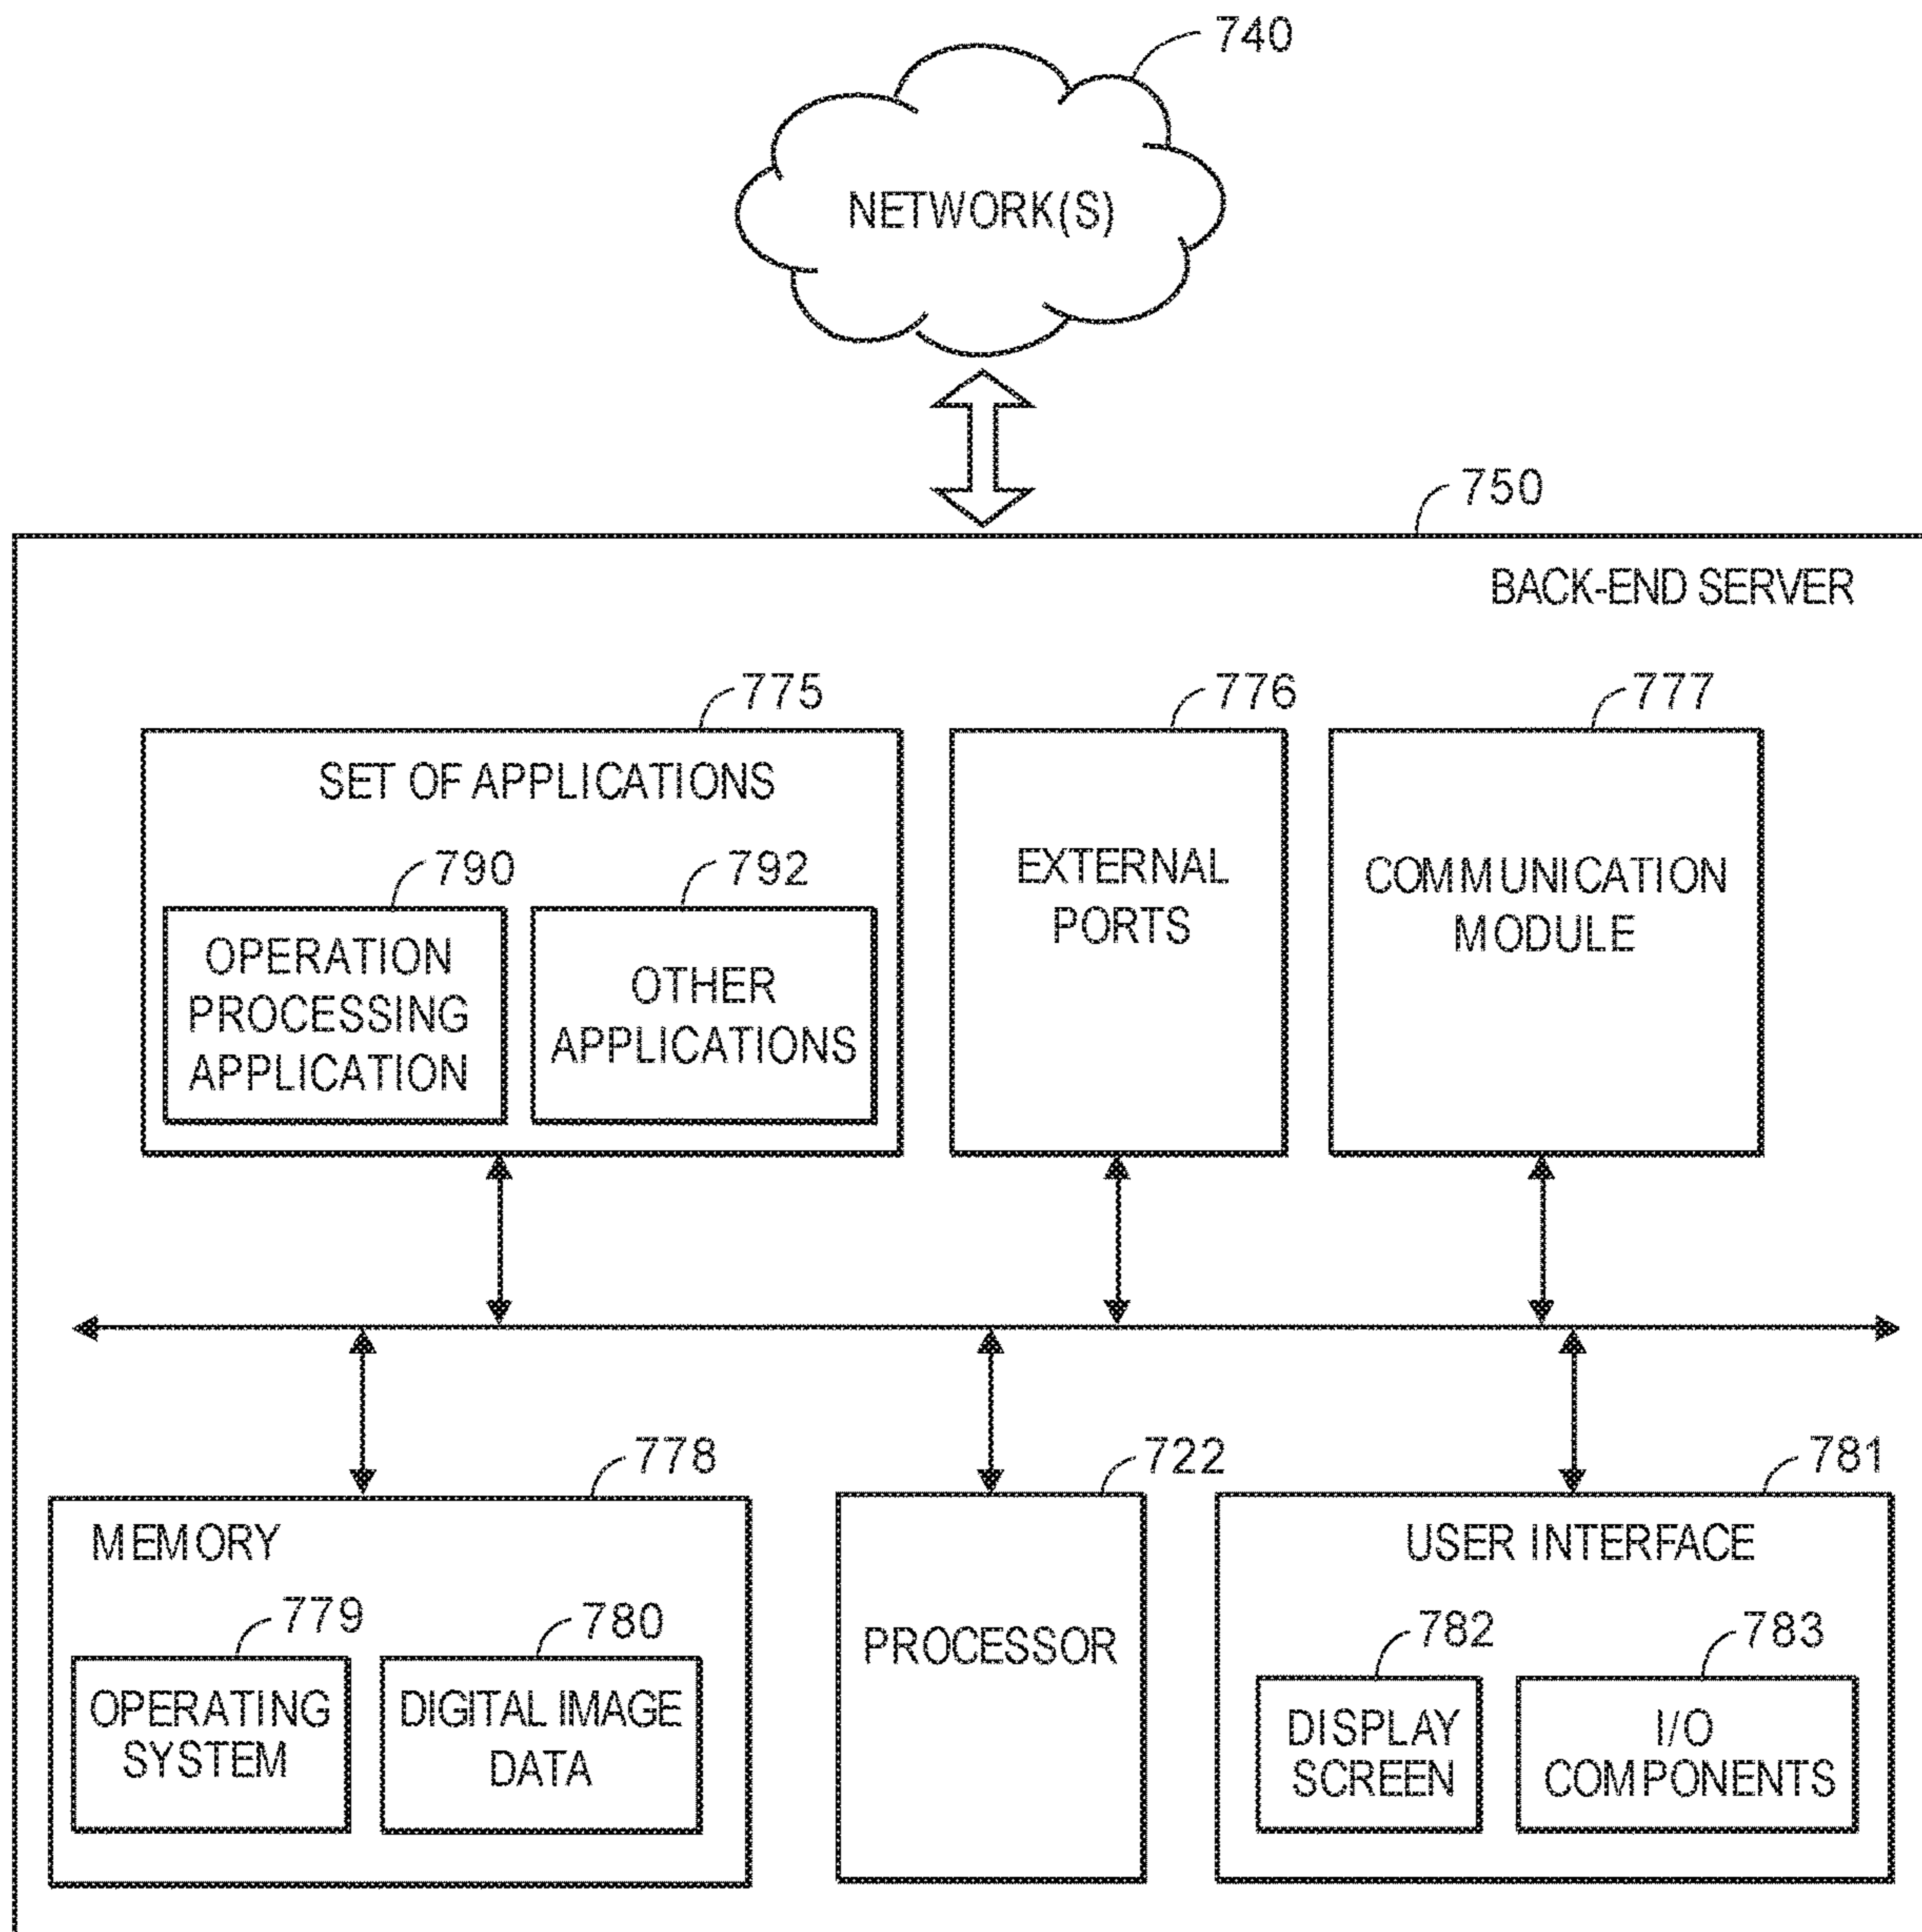 740
NETWORK(S)
750
BACK-END SERVER
775
SET OF APPLICATIONS
790
OPERATION
PROCESSING
APPLICATION
792
OTHER
APPLICATIONS
776
EXTERNAL
PORTS
777
COMMUNICATION
MODULE
778
MEMORY
779
OPERATING
SYSTEM
780
DIGITAL IMAGE
DATA
722
PROCESSOR
781
USER INTERFACE
782
DISPLAY
SCREEN
783
I/O
COMPONENTS